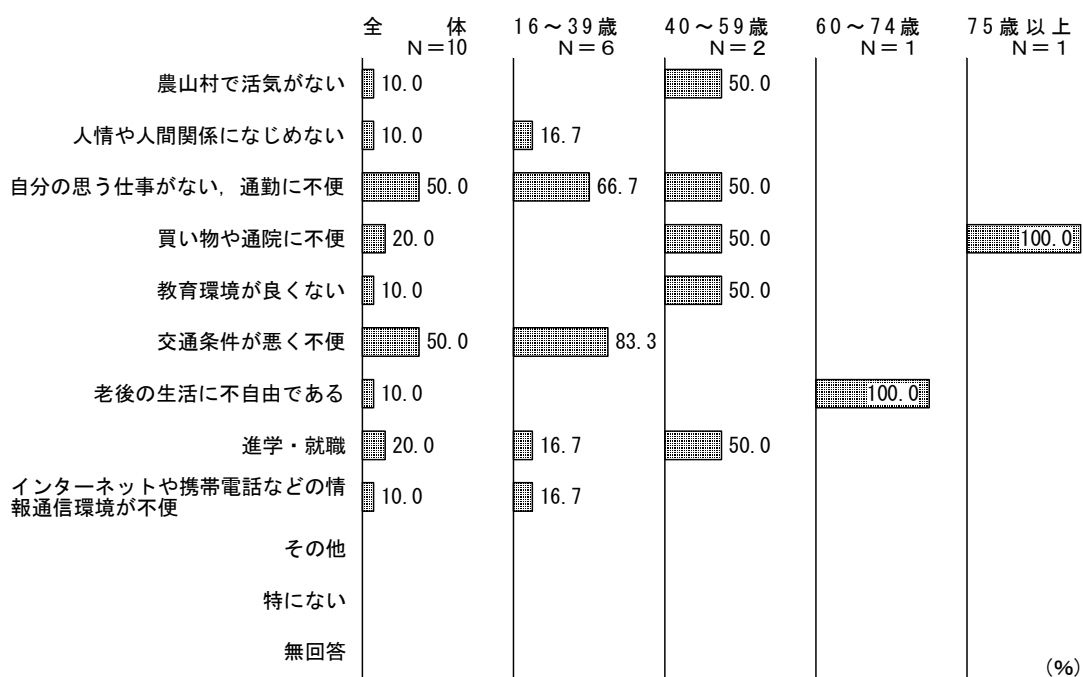 全　　体　16～39歳　40～59歳　60～74歳　75歳以上
N＝10　N＝6　N＝2　N＝1　N＝1
農山村で活気がない　10.0　50.0
人情や人間関係になじめない　10.0　16.7
自分の思う仕事がない，通勤に不便　50.0　66.7　50.0
買い物や通院に不便　20.0　50.0　100.0
教育環境が良くない　10.0　50.0
交通条件が悪く不便　50.0　83.3
老後の生活に不自由である　10.0　100.0
進学・就職　20.0　16.7　50.0
インターネットや携帯電話などの情
報通信環境が不便　10.0　16.7
その他
特にない
無回答
(%)